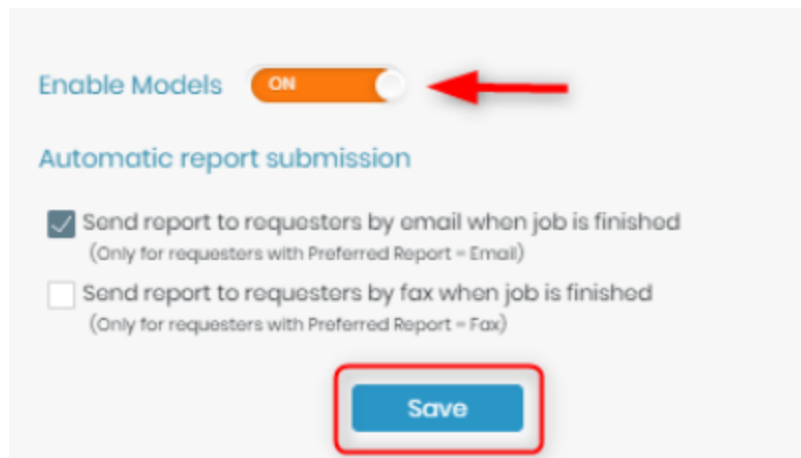 Enable Models ON
Automatic report submission
Send report to requesters by email when job is finished
(Only for requesters with Preferred Report = Email)
Send report to requesters by fax when job is finished
(Only for requesters with Preferred Report = Fax)
Save